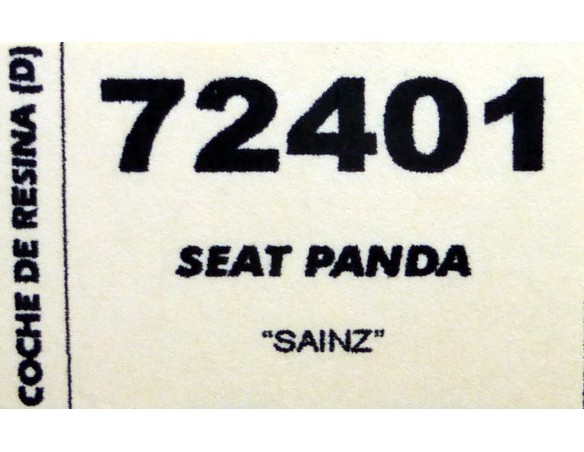 COCHE DE RESINA (D)
72401
SEAT PANDA
“SAINZ”